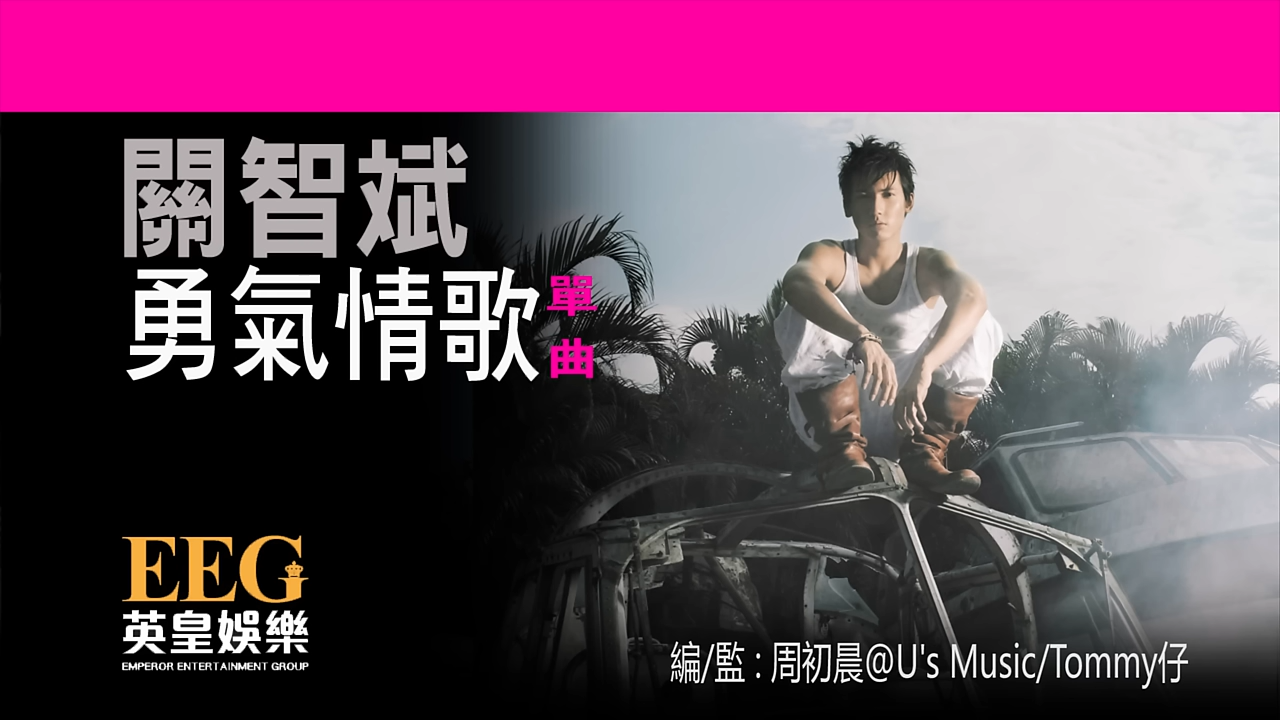 關智斌
勇氣情歌
單曲
EEG
英皇娛樂
EMPEROR ENTERTAINMENT GROUP
編/監 : 周初晨@U's Music/Tommy仔